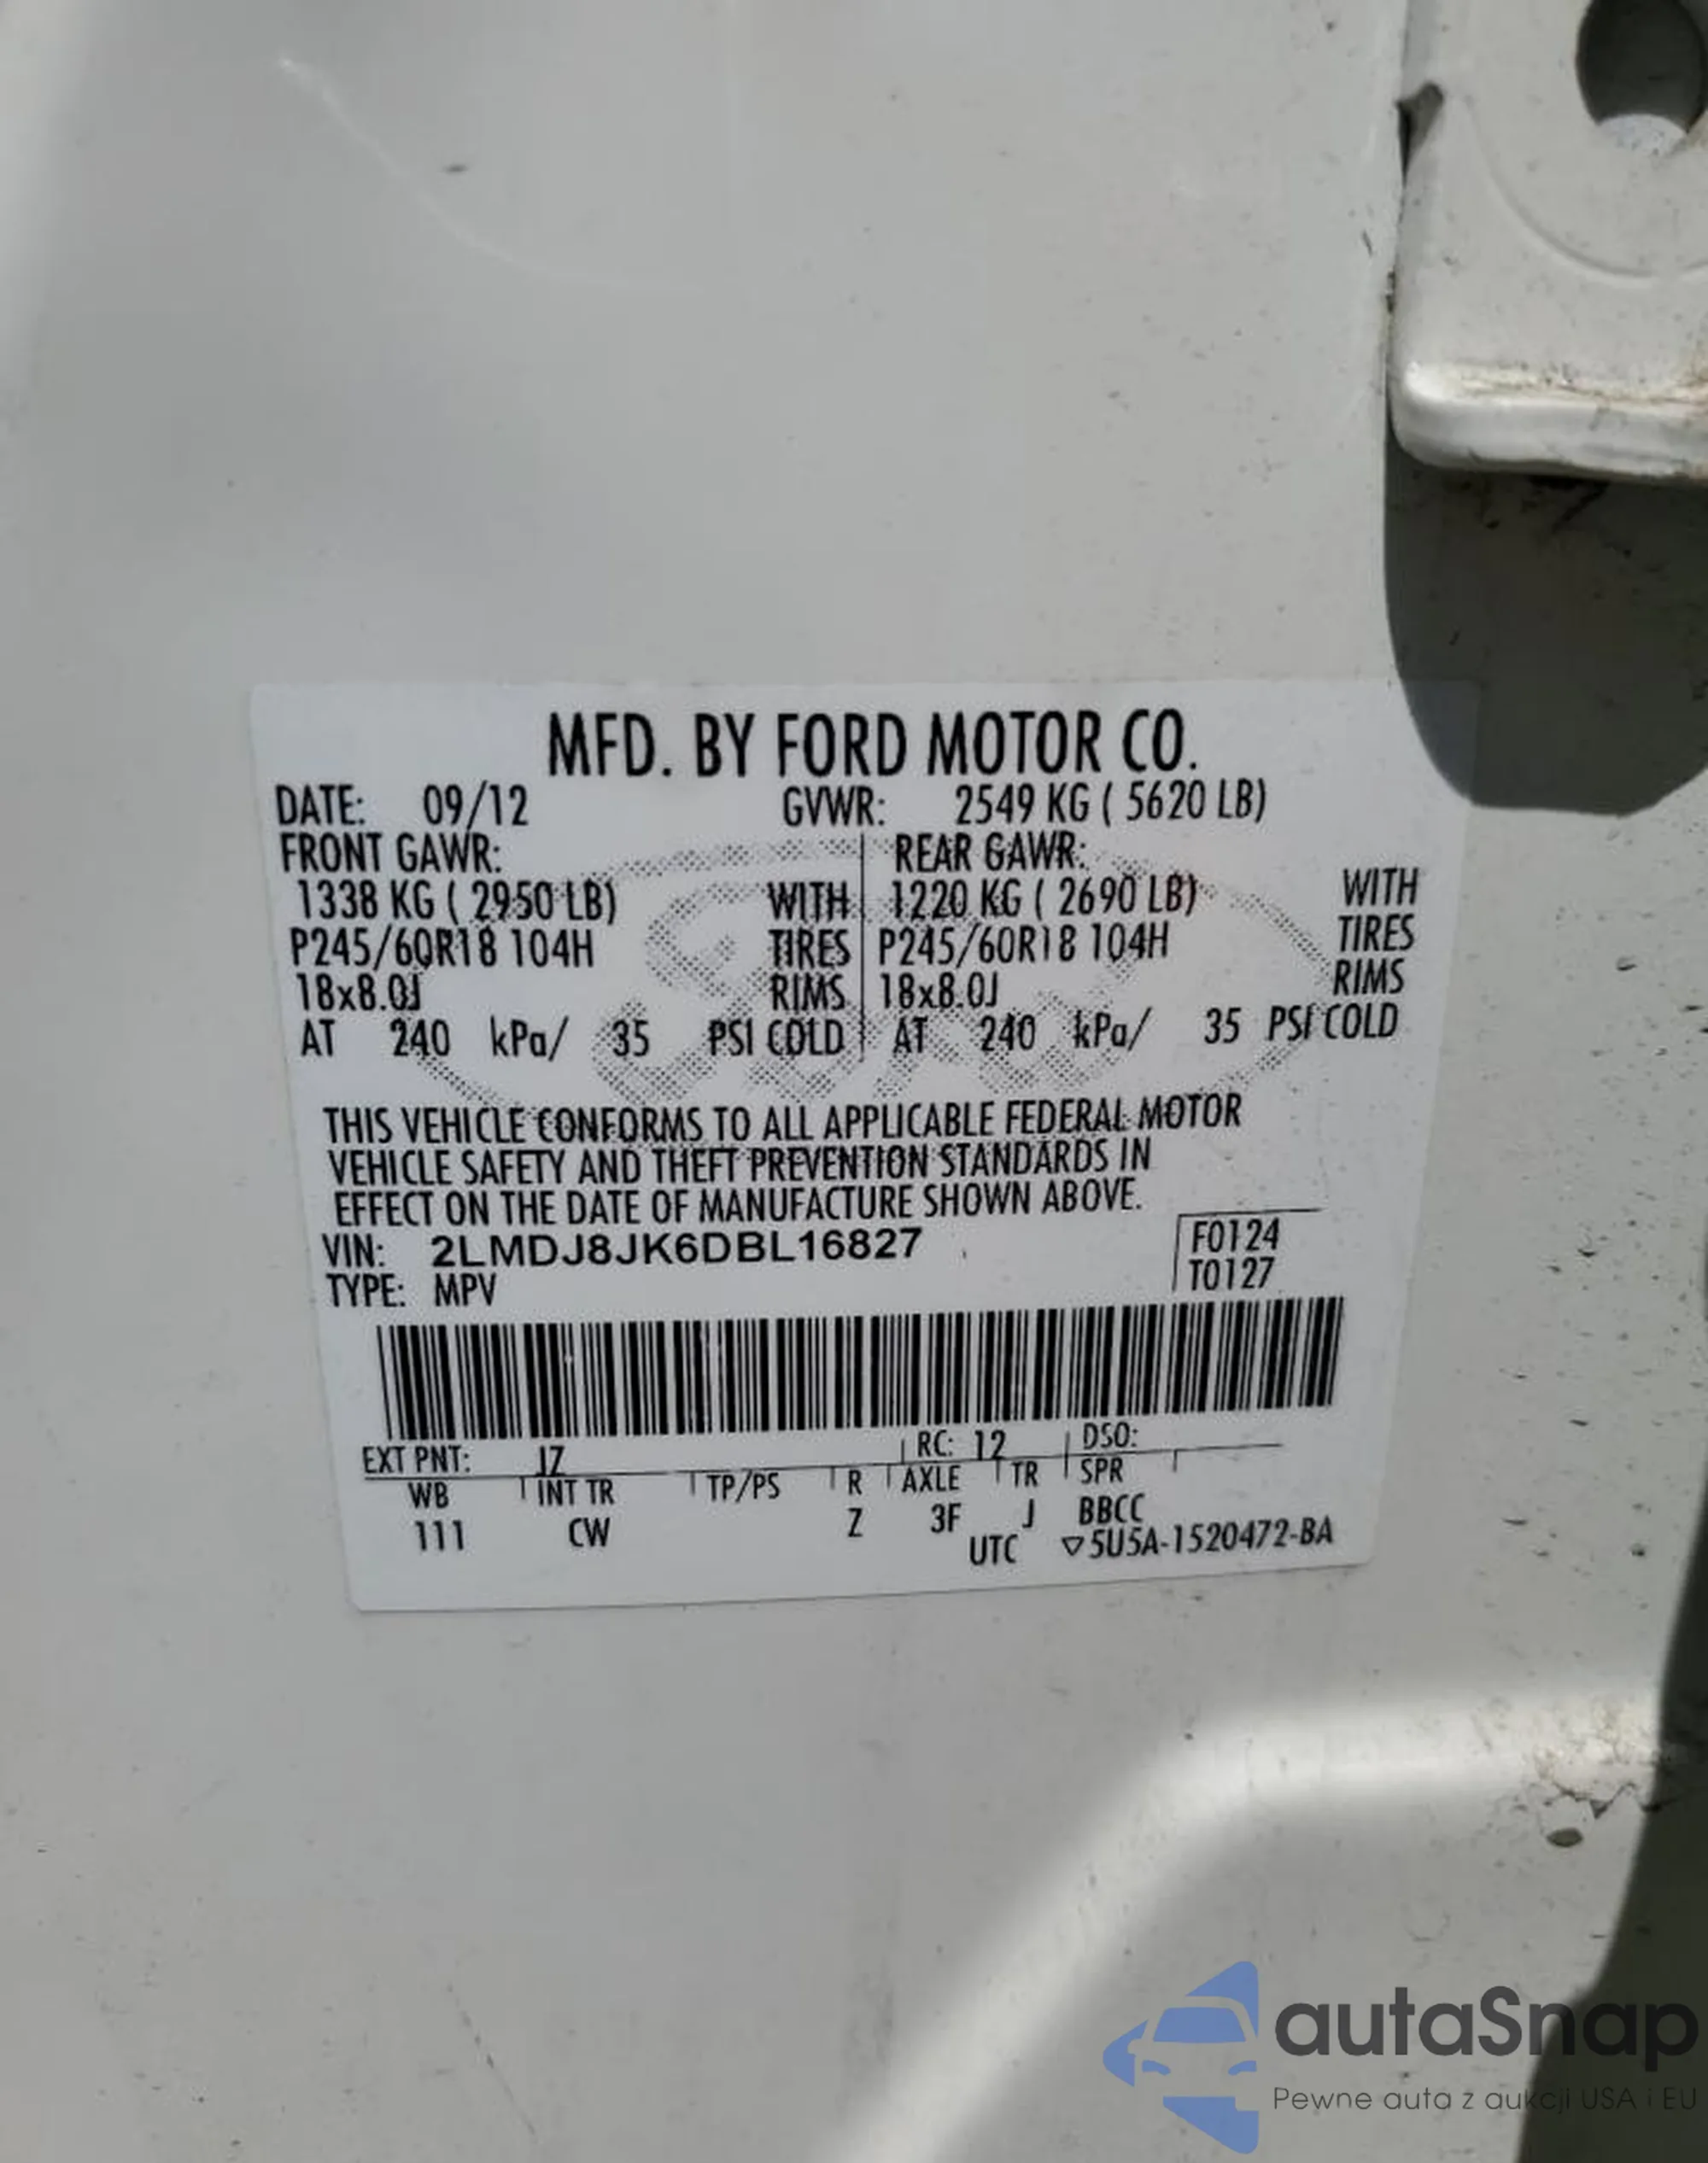 MFD. BY FORD MOTOR CO.
DATE: 09/12 GVWR: 2549 KG ( 5620 LB)
FRONT GAWR: REAR GAWR:
1338 KG ( 2950 LB) WITH 1220 KG ( 2690 LB) WITH
P245/60R18 104H TIRES P245/60R18 104H TIRES
18x8.0J RIMS 18x8.0J RIMS
AT 240 kPa/ 35 PSI COLD AT 240 kPa/ 35 PSI COLD
THIS VEHICLE CONFORMS TO ALL APPLICABLE FEDERAL MOTOR
VEHICLE SAFETY AND THEFT PREVENTION STANDARDS IN
EFFECT ON THE DATE OF MANUFACTURE SHOWN ABOVE.
VIN: 2LMDJ8JK6DBL16827 F0124
TYPE: MPV T0127
EXT PNT: JZ RC: 12 DSO:
WB INT TR TP/PS R AXLE TR SPR
111 CW Z 3F J BBCC
UTC ▽5U5A-1520472-BA
autaSnap
Pewne auta z aukcji USA i EU